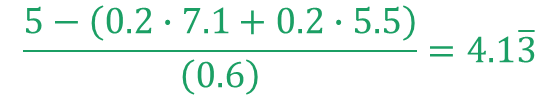 5 − (0.2 · 7.1 + 0.2 · 5.5)
(0.6)
= 4.13̅